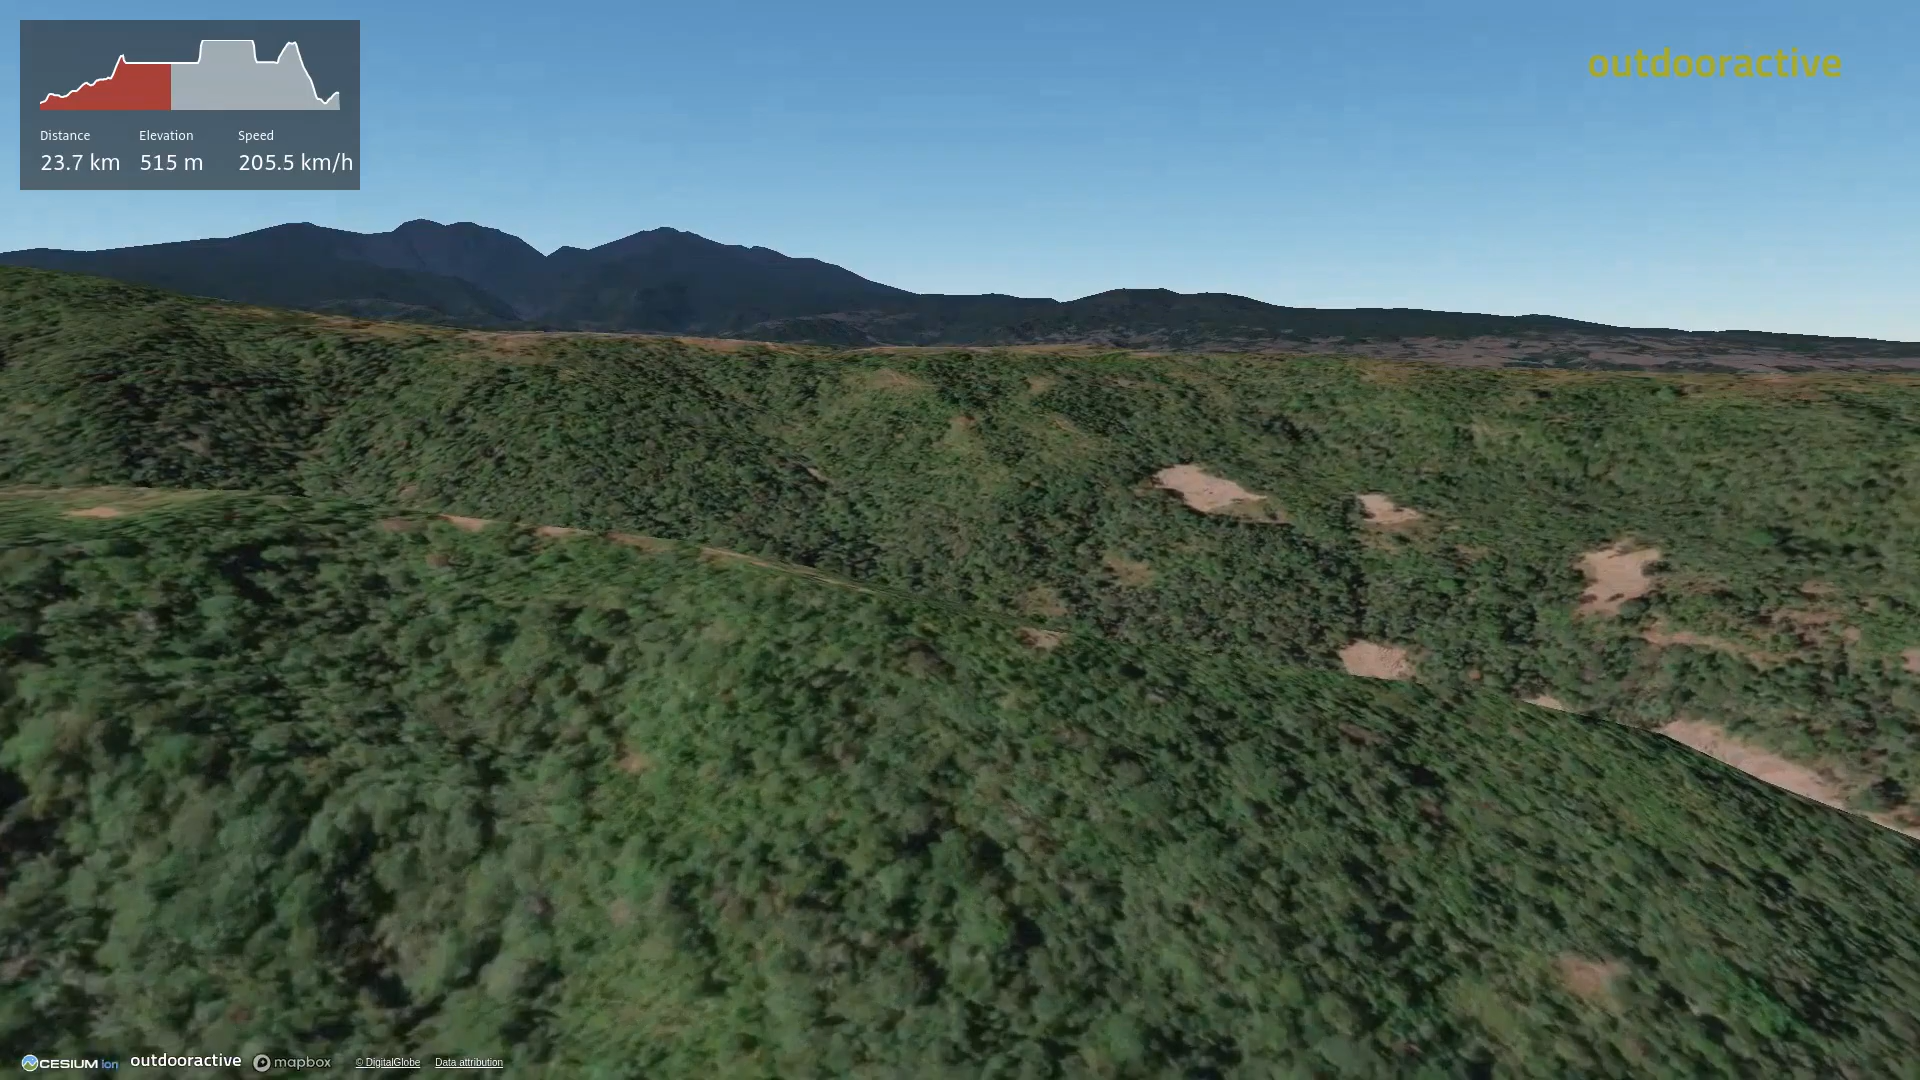 outdooractive
Distance Elevation Speed
23.7 km 515 m 205.5 km/h
CESIUM ion outdooractive mapbox © DigitalGlobe Data attribution